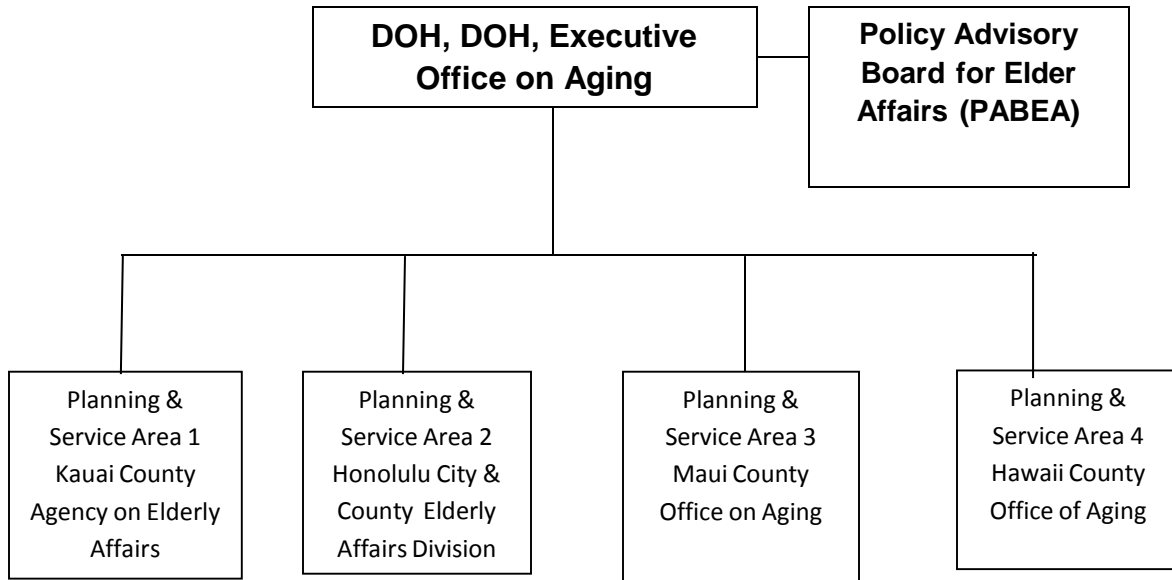 DOH, DOH, Executive
Office on Aging
Policy Advisory
Board for Elder
Affairs (PABEA)
Planning &
Service Area 1
Kauai County
Agency on Elderly
Affairs
Planning &
Service Area 2
Honolulu City &
County Elderly
Affairs Division
Planning &
Service Area 3
Maui County
Office on Aging
Planning &
Service Area 4
Hawaii County
Office of Aging